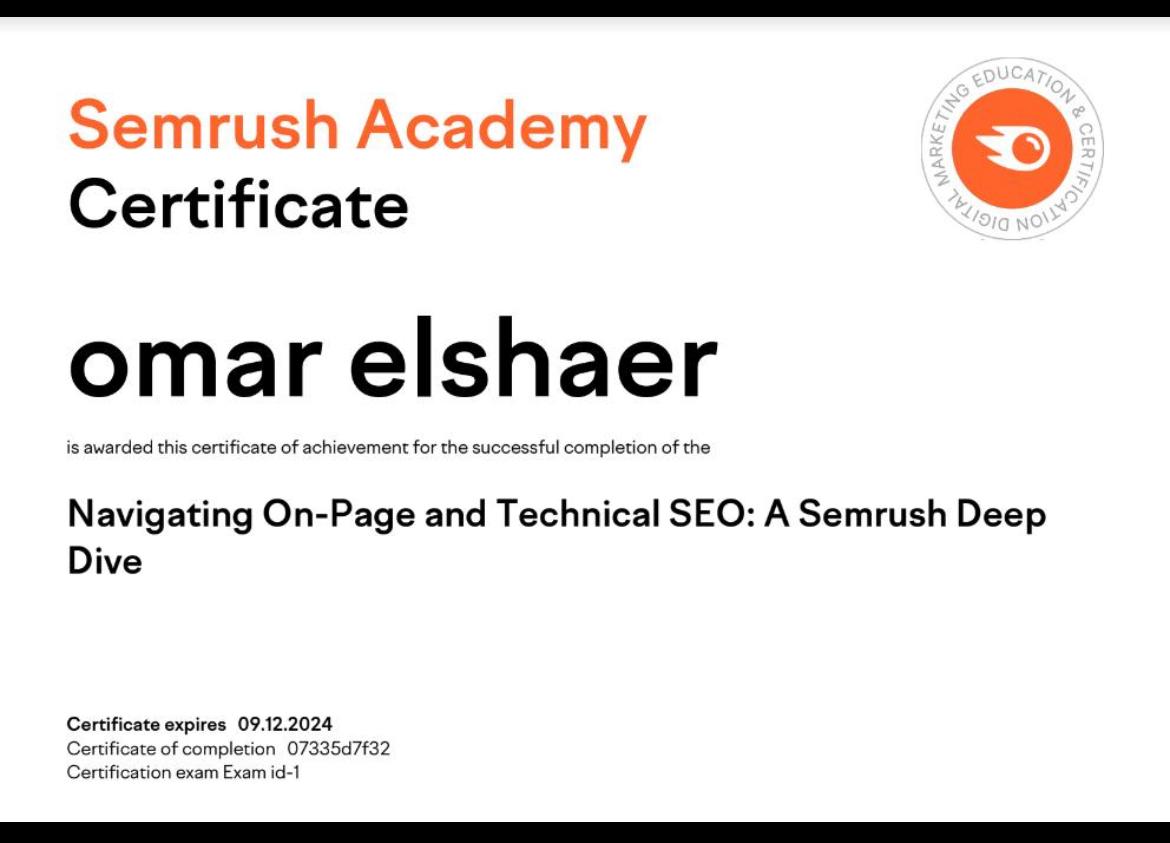 Semrush Academy
Certificate
DIGITAL MARKETING EDUCATION & CERTIFICATION
omar elshaer
is awarded this certificate of achievement for the successful completion of the
Navigating On-Page and Technical SEO: A Semrush Deep
Dive
Certificate expires 09.12.2024
Certificate of completion 07335d7f32
Certification exam Exam id-1